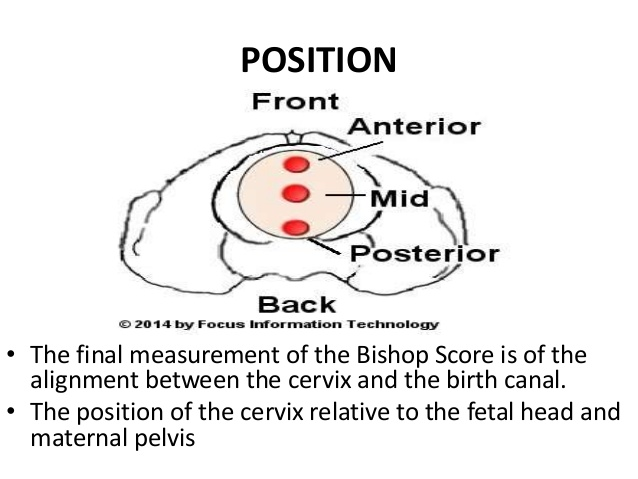 POSITION
Front
Anterior
Mid
Posterior
Back
© 2014 by Focus Information Technology
• The final measurement of the Bishop Score is of the
alignment between the cervix and the birth canal.
• The position of the cervix relative to the fetal head and
maternal pelvis